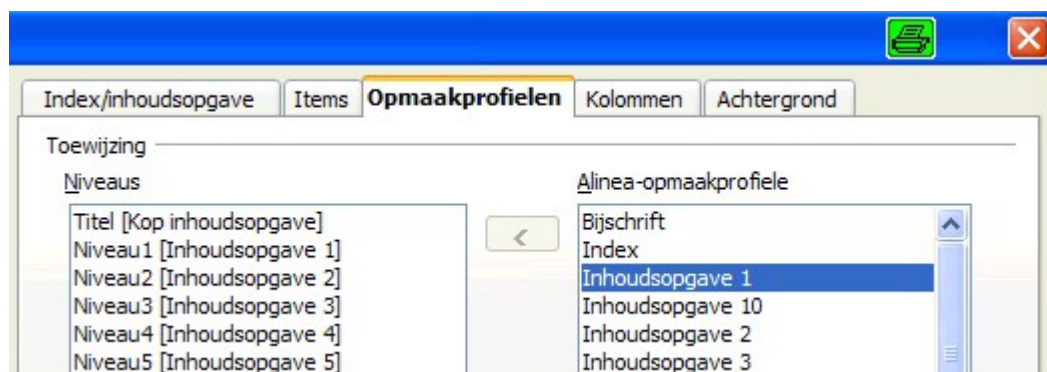 Index/inhoudsopgave Items Opmaakprofielen Kolommen Achtergrond
Toewijzing
Niveaus
Titel [Kop inhoudsopgave]
Niveau1 [Inhoudsopgave 1]
Niveau2 [Inhoudsopgave 2]
Niveau3 [Inhoudsopgave 3]
Niveau4 [Inhoudsopgave 4]
Niveau5 [Inhoudsopgave 5]
<
Alinea-opmaakprofiele
Bijschrift
Index
Inhoudsopgave 1
Inhoudsopgave 10
Inhoudsopgave 2
Inhoudsopgave 3